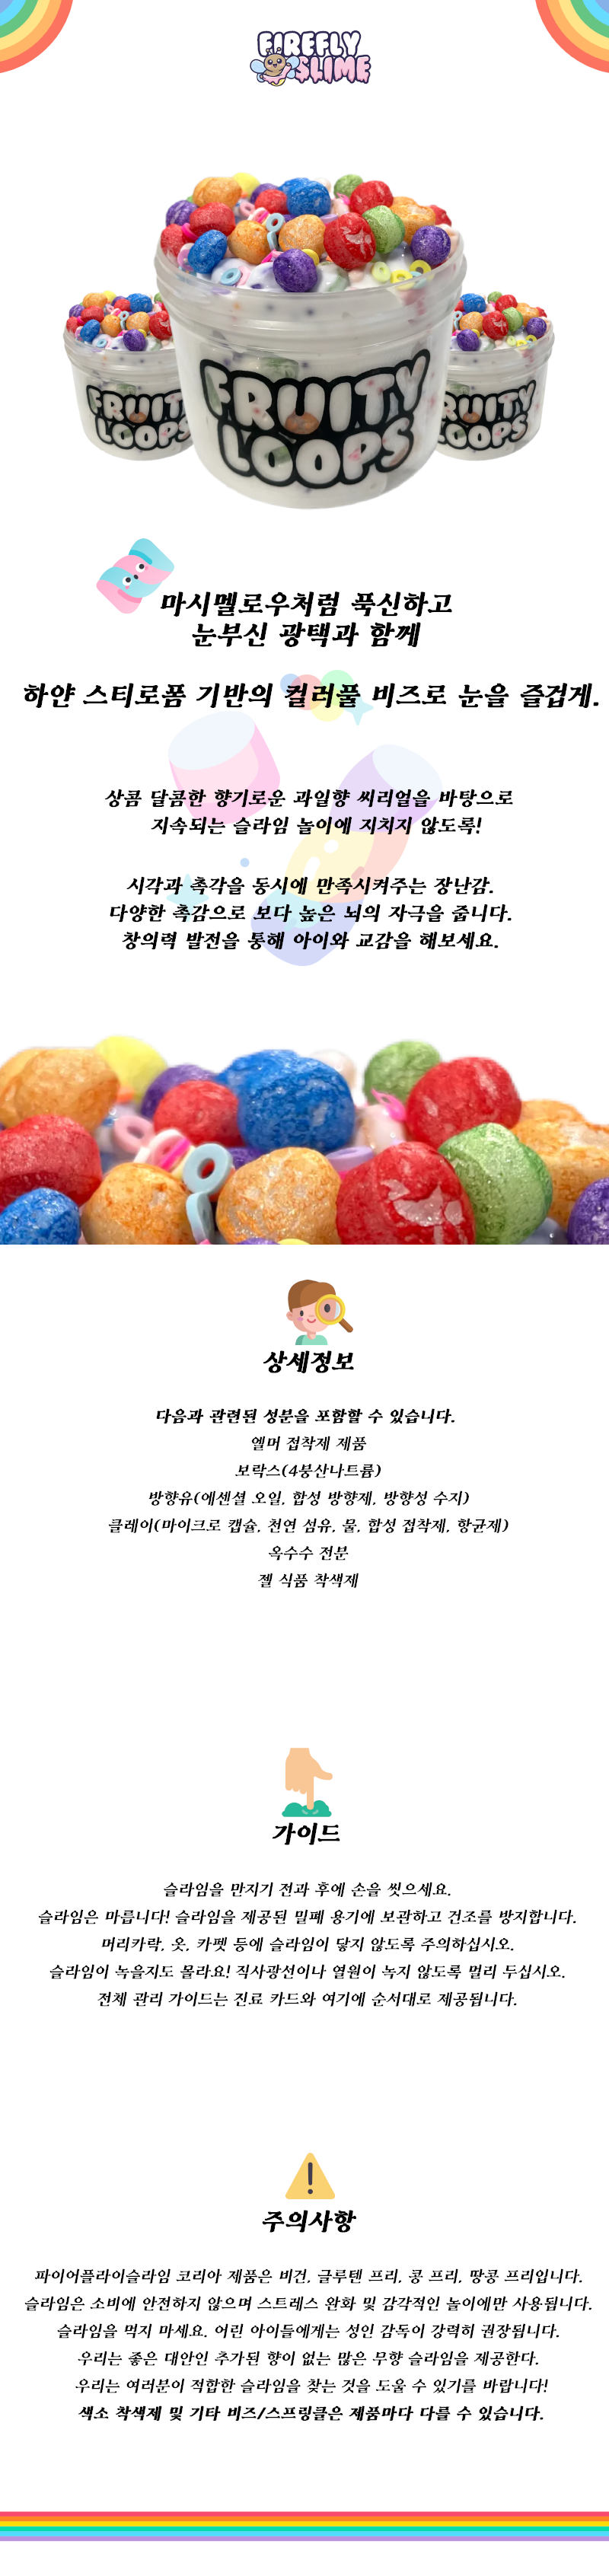 FIREFLY
SLIME
FRUITY
LOOPS
FRUITY
LOOPS
FRUITY
LOOPS
마시멜로우처럼 푹신하고
눈부신 광택과 함께
하얀 스티로폼 기반의 컬러풀 비즈로 눈을 즐겁게.
상콤 달콤한 향기로운 과일향 씨리얼을 바탕으로
지속되는 슬라임 놀이에 지치지 않도록!
시각과 촉각을 동시에 만족시켜주는 장난감.
다양한 촉감으로 보다 높은 뇌의 자극을 줍니다.
창의력 발전을 통해 아이와 교감을 해보세요.
상세정보
다음과 관련된 성분을 포함할 수 있습니다.
엘머 접착제 제품
보락스(4붕산나트륨)
방향유(에센셜 오일, 합성 방향제, 방향성 수지)
클레이(마이크로 캡슐, 천연 섬유, 물, 합성 접착제, 항균제)
옥수수 전분
젤 식품 착색제
가이드
슬라임을 만지기 전과 후에 손을 씻으세요.
슬라임은 마릅니다! 슬라임을 제공된 밀폐 용기에 보관하고 건조를 방지합니다.
머리카락, 옷, 카펫 등에 슬라임이 닿지 않도록 주의하십시오.
슬라임이 녹을지도 몰라요! 직사광선이나 열원이 녹지 않도록 멀리 두십시오.
전체 관리 가이드는 진료 카드와 여기에 순서대로 제공됩니다.
주의사항
파이어플라이슬라임 코리아 제품은 비건, 글루텐 프리, 콩 프리, 땅콩 프리입니다.
슬라임은 소비에 안전하지 않으며 스트레스 완화 및 감각적인 놀이에만 사용됩니다.
슬라임을 먹지 마세요. 어린 아이들에게는 성인 감독이 강력히 권장됩니다.
우리는 좋은 대안인 추가된 향이 없는 많은 무향 슬라임을 제공한다.
우리는 여러분이 적합한 슬라임을 찾는 것을 도울 수 있기를 바랍니다!
색소 착색제 및 기타 비즈/스프링클은 제품마다 다를 수 있습니다.